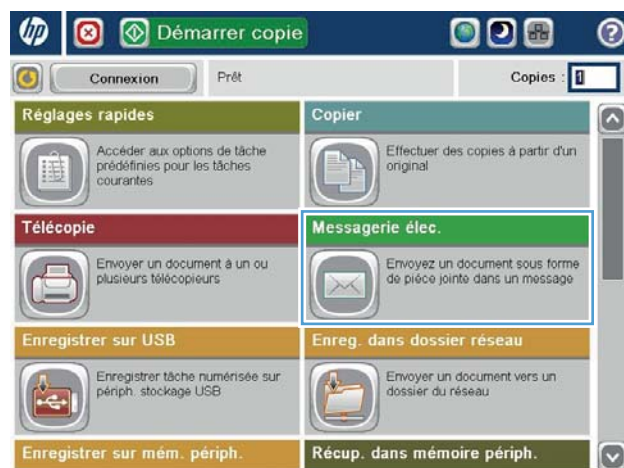 hp Démarrer copie ?
Connexion Prêt Copies : 1
Réglages rapides
Accéder aux options de tâche
prédéfinies pour les tâches
courantes
Copier
Effectuer des copies à partir d'un
original
Télécopie
Envoyer un document à un ou
plusieurs télécopieurs
Messagerie élec.
Envoyez un document sous forme
de pièce jointe dans un message
Enregistrer sur USB
Enregistrer tâche numérisée sur
périph. stockage USB
Enreg. dans dossier réseau
Envoyer un document vers un
dossier du réseau
Enregistrer sur mém. périph.
Récup. dans mémoire périph.